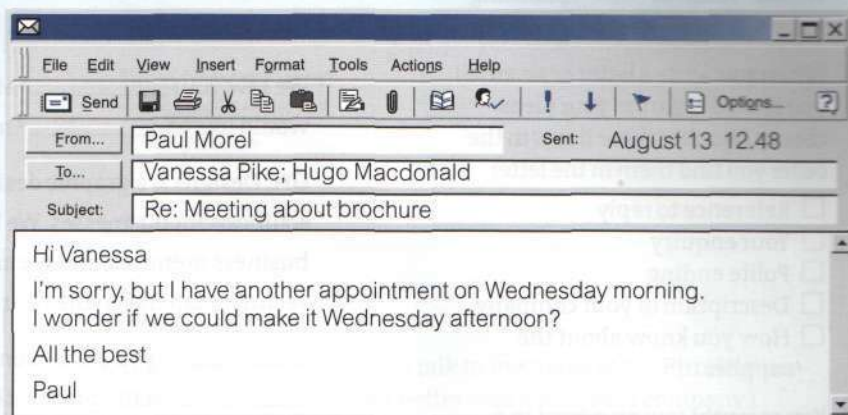 File Edit View Insert Format Tools Actions Help
Send Options...
From... Paul Morel Sent: August 13 12.48
To... Vanessa Pike; Hugo Macdonald
Subject: Re: Meeting about brochure
Hi Vanessa
I'm sorry, but I have another appointment on Wednesday morning.
I wonder if we could make it Wednesday afternoon?
All the best
Paul